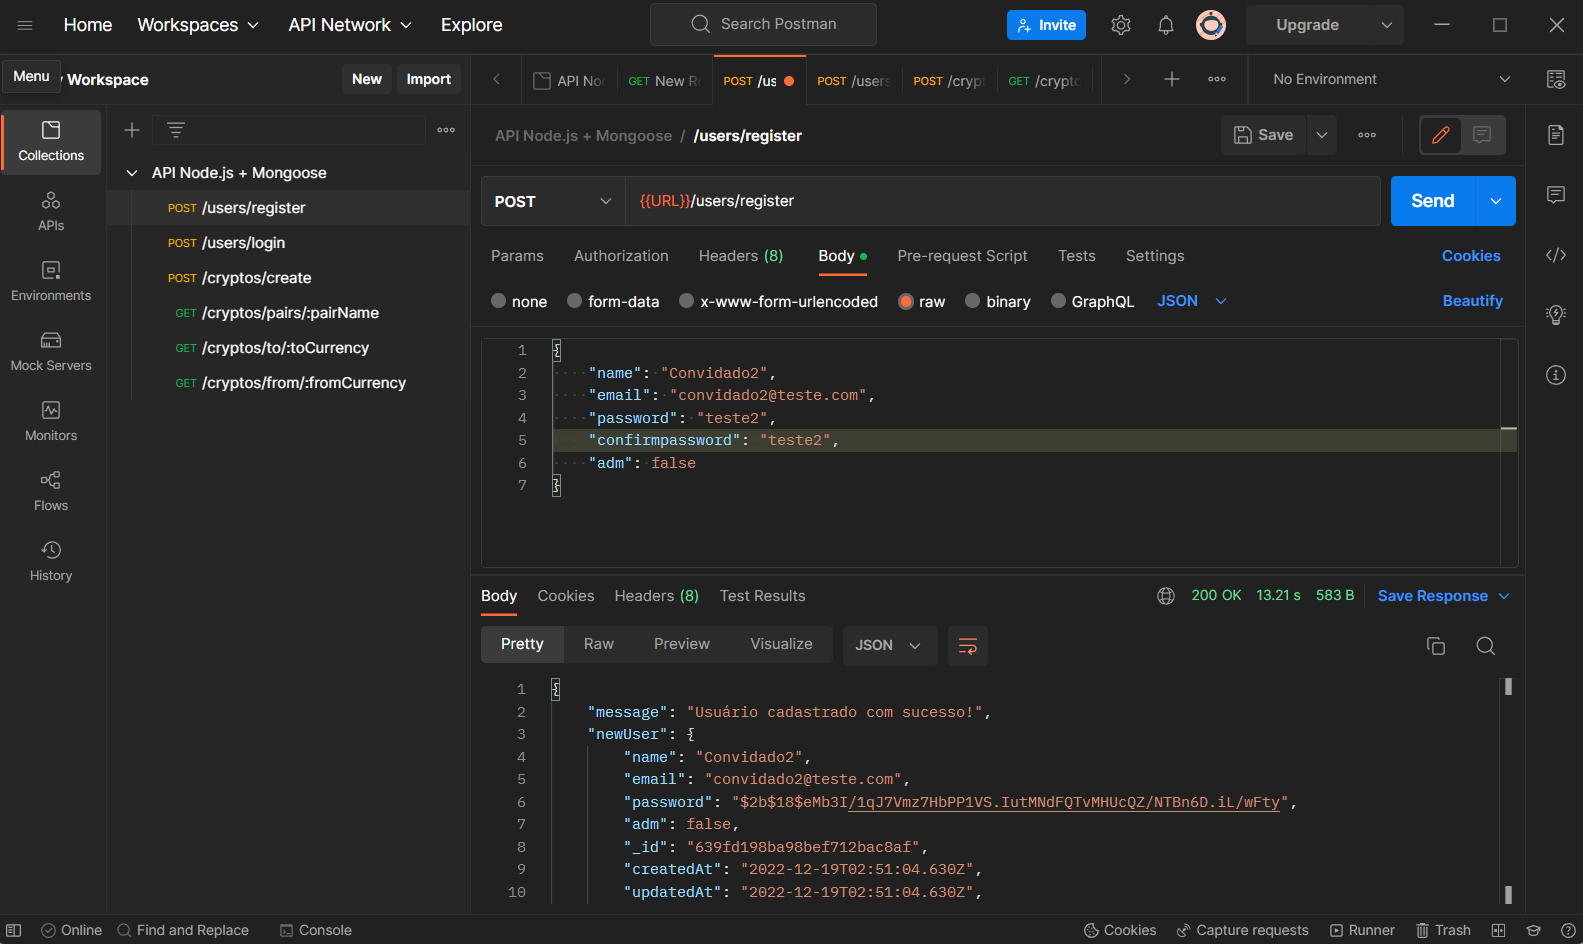 Home Workspaces API Network Explore Search Postman Invite Upgrade
Menu Workspace New Import API No GET New R POST /us POST /users POST /crypt GET /crypto No Environment
Collections
APIs
Environments
Mock Servers
Monitors
Flows
History
API Node.js + Mongoose
POST /users/register
POST /users/login
POST /cryptos/create
GET /cryptos/pairs/:pairName
GET /cryptos/to/:toCurrency
GET /cryptos/from/:fromCurrency
API Node.js + Mongoose / /users/register Save
POST {{URL}}/users/register Send
Params Authorization Headers (8) Body Pre-request Script Tests Settings Cookies
none form-data x-www-form-urlencoded raw binary GraphQL JSON Beautify
1 {
2 "name": "Convidado2",
3 "email": "convidado2@teste.com",
4 "password": "teste2",
5 "confirmpassword": "teste2",
6 "adm": false
7 }
Body Cookies Headers (8) Test Results 200 OK 13.21 s 583 B Save Response
Pretty Raw Preview Visualize JSON
1 {
2 "message": "Usuário cadastrado com sucesso!",
3 "newUser": {
4 "name": "Convidado2",
5 "email": "convidado2@teste.com",
6 "password": "$2b$18$eMb3I/1qJ7Vmz7HbPP1VS.IutMNdFQTvMHUcQZ/NTBn6D.iL/wFty",
7 "adm": false,
8 "_id": "639fd198ba98bef712bac8af",
9 "createdAt": "2022-12-19T02:51:04.630Z",
10 "updatedAt": "2022-12-19T02:51:04.630Z",
Online Find and Replace Console Cookies Capture requests Runner Trash